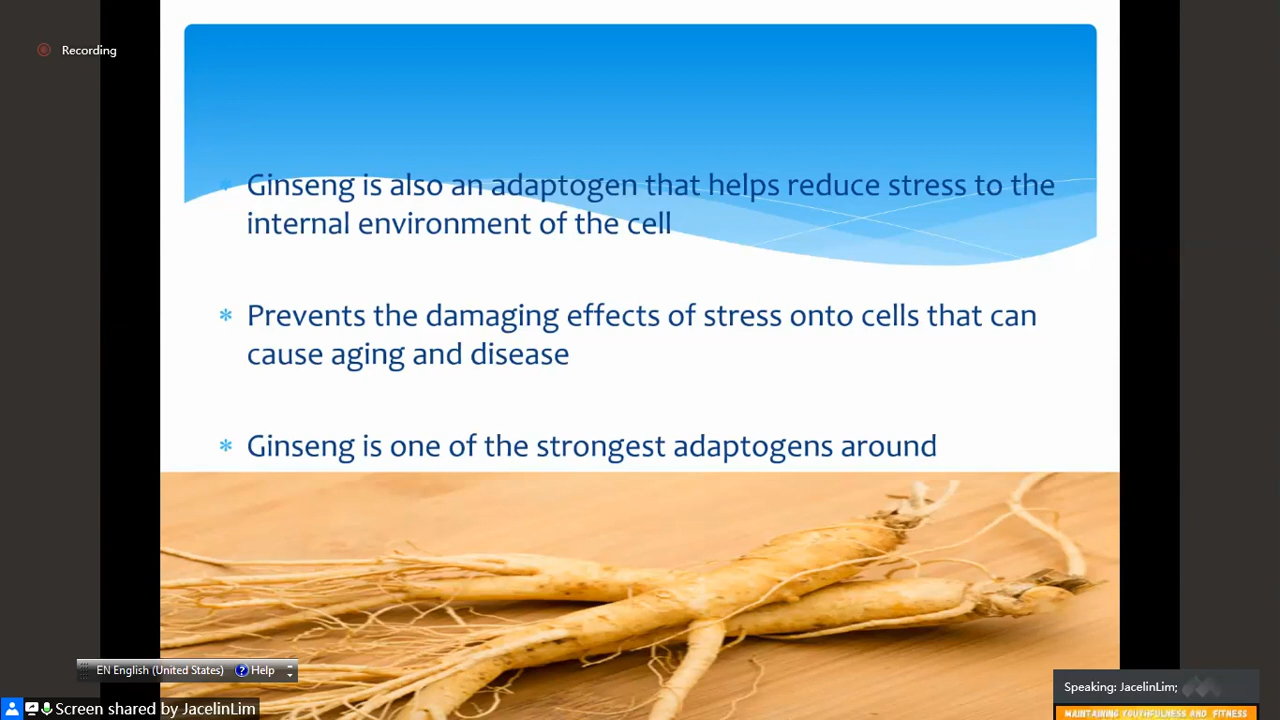 Recording
Ginseng is also an adaptogen that helps reduce stress to the
internal environment of the cell
* Prevents the damaging effects of stress onto cells that can
cause aging and disease
* Ginseng is one of the strongest adaptogens around
EN English (United States) ? Help
Screen shared by JacelinLim
Speaking: JacelinLim;
MAINTAINING YOUTHFULNESS AND FITNESS